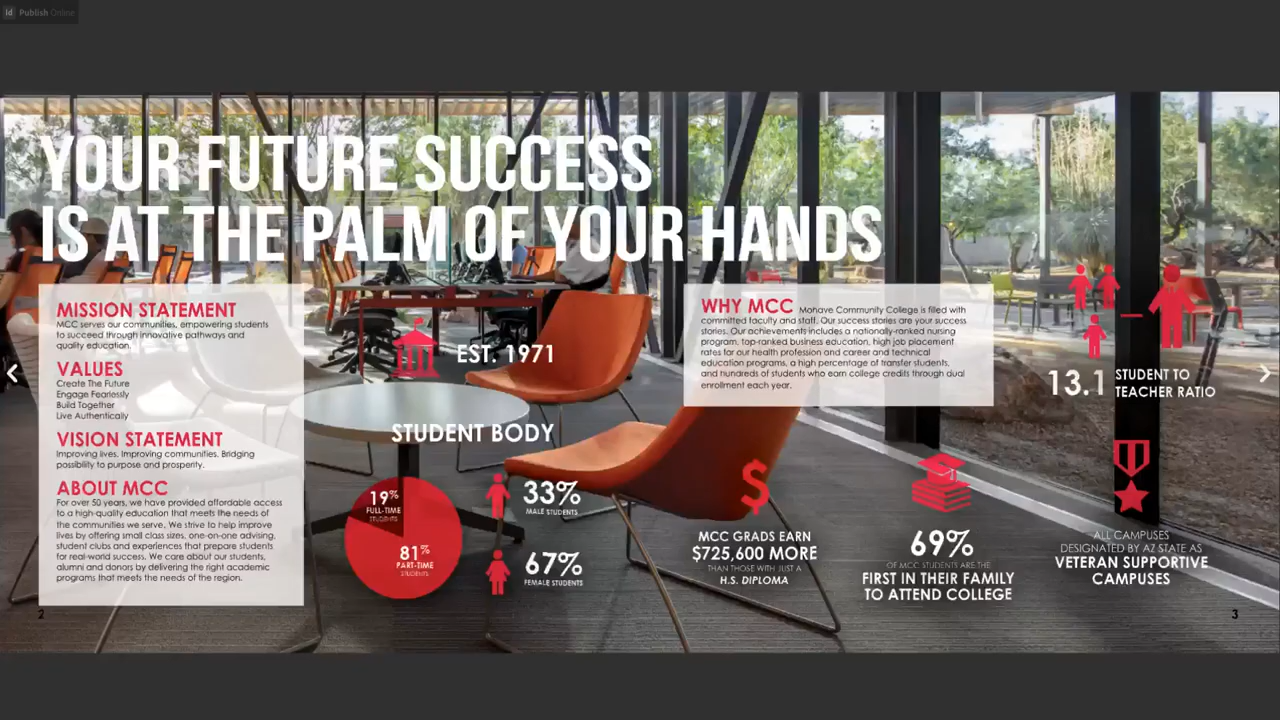 Id Publish Online
YOUR FUTURE SUCCESS
IS AT THE PALM OF YOUR HANDS
MISSION STATEMENT
MCC serves our communities, empowering students
to succeed through innovative pathways and
quality education.
VALUES
Create The Future
Engage Fearlessly
Build Together
Live Authentically
VISION STATEMENT
Improving lives. Improving communities. Bridging
possibility to purpose and prosperity.
ABOUT MCC
For over 50 years, we have provided affordable access
to a high-quality education that meets the needs of
the communities we serve. We strive to help improve
lives by offering small class sizes, one-on-one advising,
student clubs and experiences that prepare students
for real-world success. We care about our students,
alumni and donors by delivering the right academic
programs that meets the needs of the region.
2
EST. 1971
STUDENT BODY
19%
FULL-TIME
STUDENTS
81%
PART-TIME
STUDENTS
33%
MALE STUDENTS
67%
FEMALE STUDENTS
WHY MCC Mohave Community College is filled with
committed faculty and staff. Our success stories are your success
stories. Our achievements includes a nationally-ranked nursing
program, top-ranked business education, high job placement
rates for our health profession and career and technical
education programs, a high percentage of transfer students,
and hundreds of students who earn college credits through dual
enrollment each year.
13.1 STUDENT TO
TEACHER RATIO
$
MCC GRADS EARN
$725,600 MORE
THAN THOSE WITH JUST A
H.S. DIPLOMA
69%
OF MCC STUDENTS ARE THE
FIRST IN THEIR FAMILY
TO ATTEND COLLEGE
ALL CAMPUSES
DESIGNATED BY AZ STATE AS
VETERAN SUPPORTIVE
CAMPUSES
3